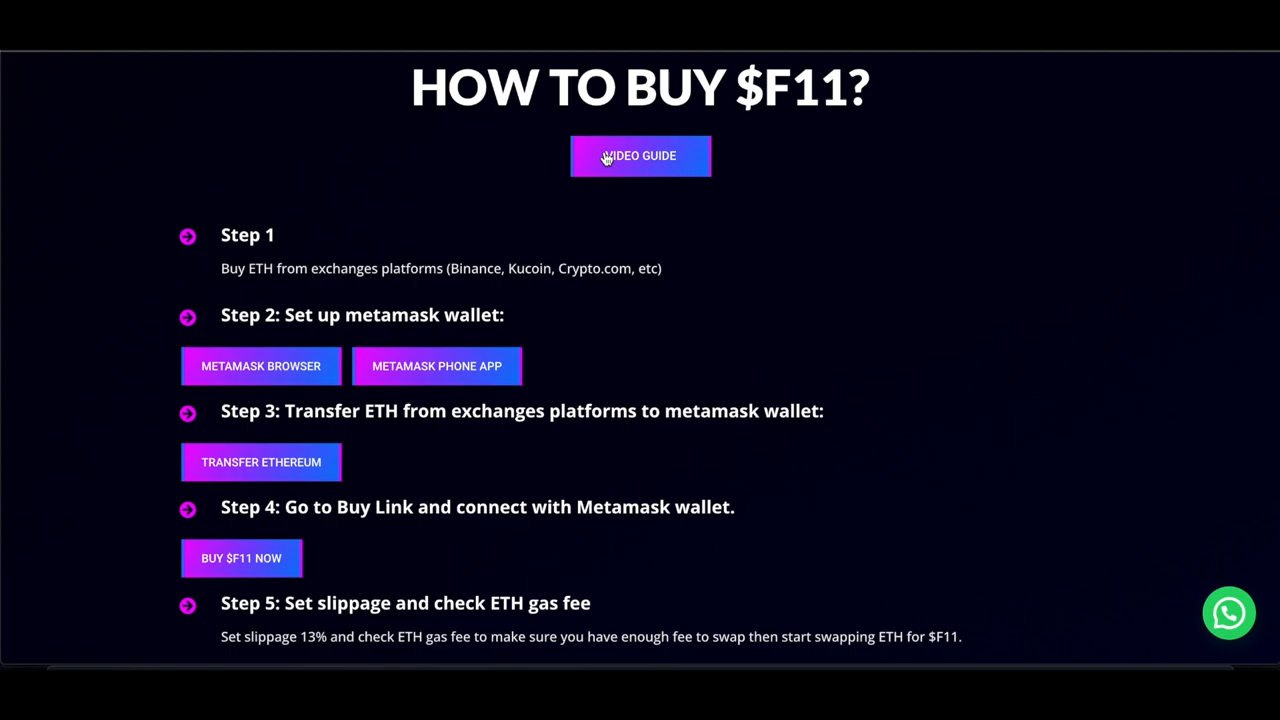 HOW TO BUY $F11?
VIDEO GUIDE
Step 1
Buy ETH from exchanges platforms (Binance, Kucoin, Crypto.com, etc)
Step 2: Set up metamask wallet:
METAMASK BROWSER
METAMASK PHONE APP
Step 3: Transfer ETH from exchanges platforms to metamask wallet:
TRANSFER ETHEREUM
Step 4: Go to Buy Link and connect with Metamask wallet.
BUY $F11 NOW
Step 5: Set slippage and check ETH gas fee
Set slippage 13% and check ETH gas fee to make sure you have enough fee to swap then start swapping ETH for $F11.